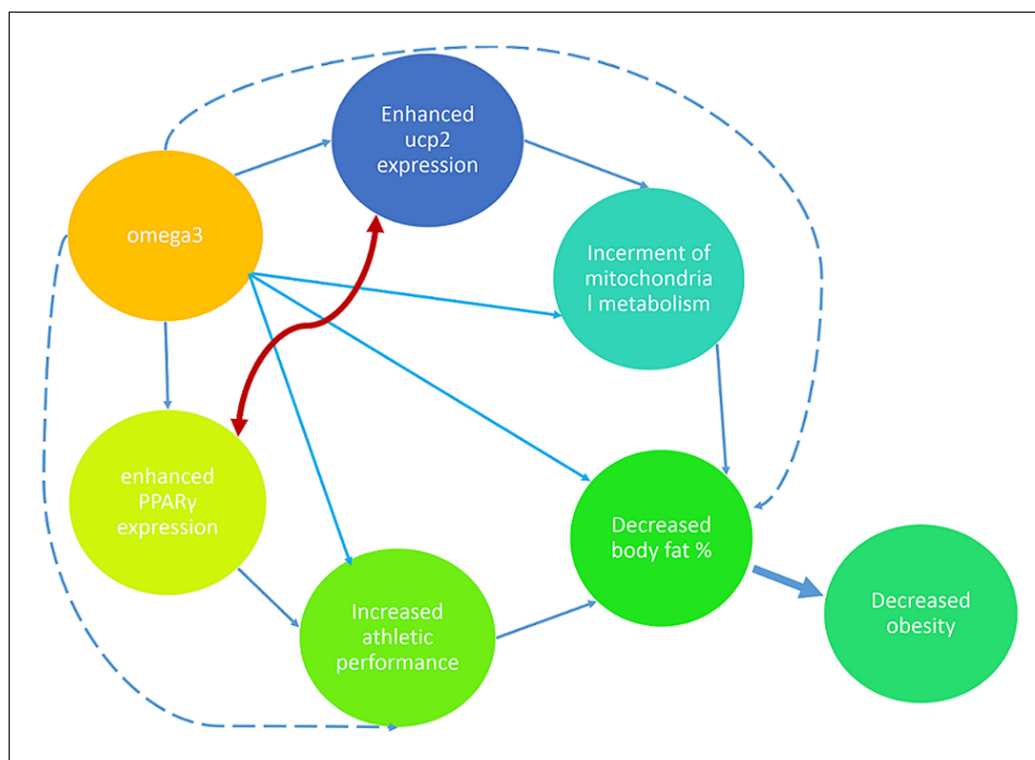 Enhanced
ucp2
expression
omega3
Incerment of
mitochondria
l metabolism
enhanced
PPARγ
expression
Decreased
body fat %
Increased
athletic
performance
Decreased
obesity